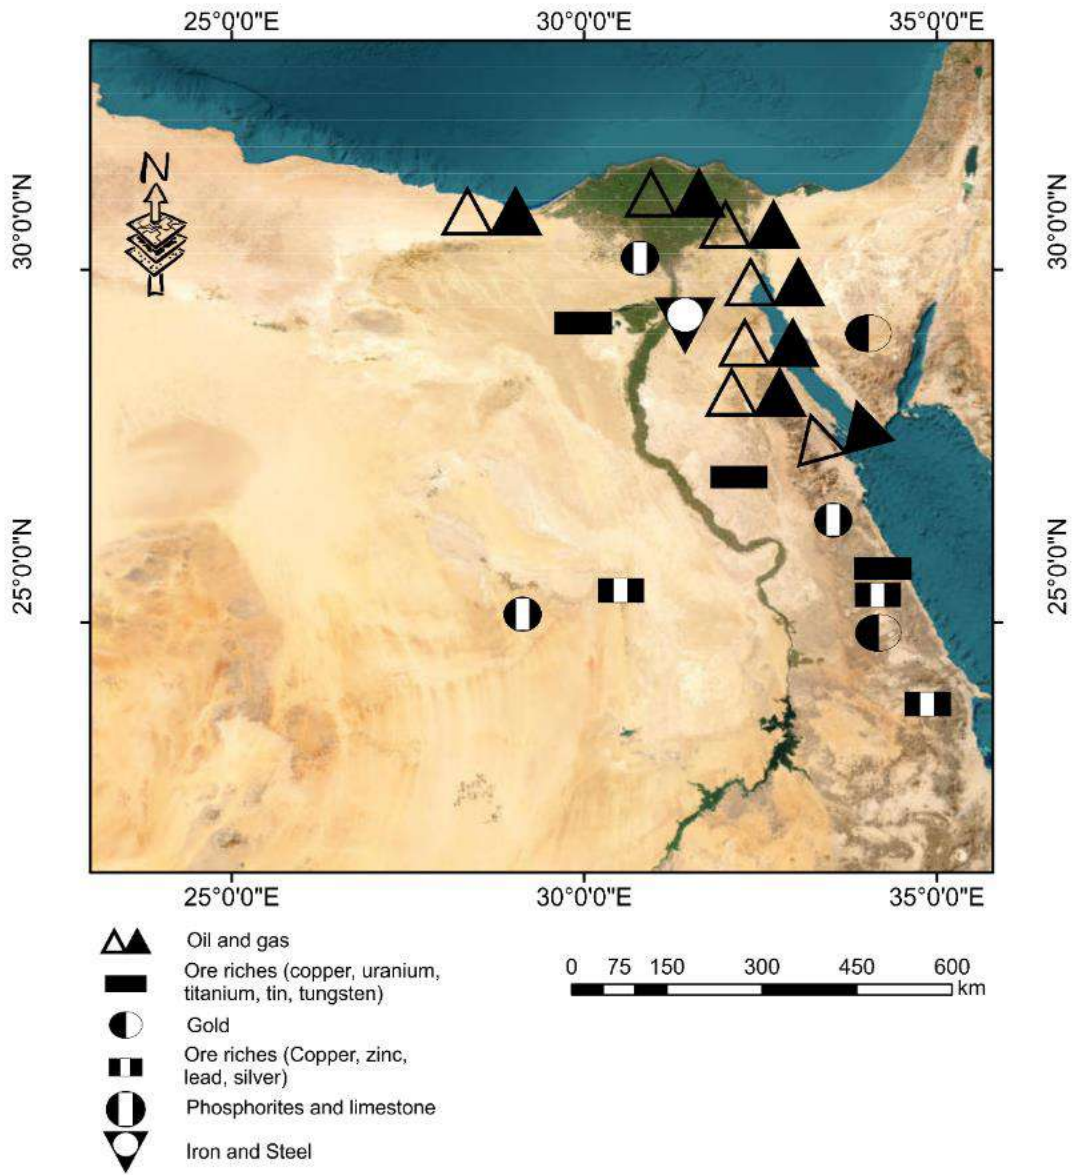 25°0'0"E 30°0'0"E 35°0'0"E
N
30°0'0"N
30°0'0"N
25°0'0"N
25°0'0"N
25°0'0"E 30°0'0"E 35°0'0"E
Oil and gas
Ore riches (copper, uranium,
titanium, tin, tungsten)
Gold
Ore riches (Copper, zinc,
lead, silver)
Phosphorites and limestone
Iron and Steel
0 75 150 300 450 600
km